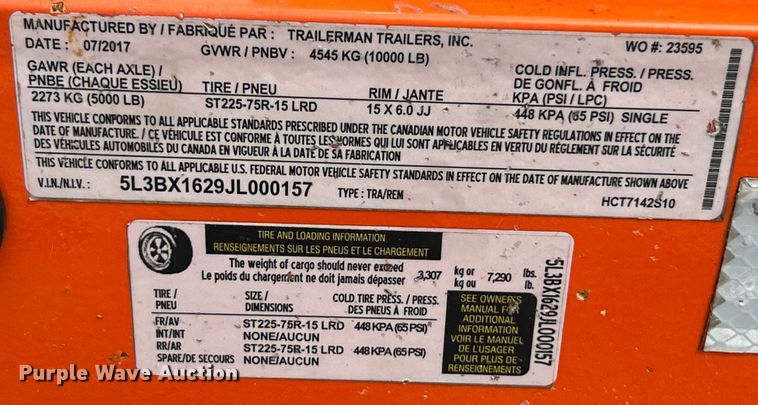 MANUFACTURED BY / FABRIQUÉ PAR : TRAILERMAN TRAILERS, INC.
DATE : 07/2017 GVWR / PNBV : 4545 KG (10000 LB) WO #: 23595
GAWR (EACH AXLE) / PNBE (CHAQUE ESSIEU) TIRE / PNEU RIM / JANTE COLD INFL. PRESS. / PRESS. DE GONFL. À FROID KPA (PSI / LPC)
2273 KG (5000 LB) ST225-75R-15 LRD 15 X 6.0 JJ 448 KPA (65 PSI) SINGLE
THIS VEHICLE CONFORMS TO ALL APPLICABLE STANDARDS PRESCRIBED UNDER THE CANADIAN MOTOR VEHICLE SAFETY REGULATIONS IN EFFECT ON THE
DATE OF MANUFACTURE. / CE VÉHICULE EST CONFORME À TOUTES LES NORMES QUI LUI SONT APPLICABLES EN VERTU DU RÉGLEMENT SUR LA SÉCURITÉ
DES VÉHICULES AUTOMOBILES DU CANADA EN VIGUEUR À LA DATE DE SA FABRICATION
THIS VEHICLE CONFORMS TO ALL APPLICABLE U.S. FEDERAL MOTOR VEHICLE SAFETY STANDARDS IN EFFECT ON THE DATE OF MANUFACTURE SHOWN ABOVE
V.I.N./N.I.V.: 5L3BX1629JL000157 TYPE : TRA/REM HCT7142S10
TIRE AND LOADING INFORMATION
RENSEIGNEMENTS SUR LES PNEUS ET LE CHARGEMENT
The weight of cargo should never exceed
Le poids du chargement ne doit jamais dépasser 3,307 kg or kg ou 7,290 lbs. lb.
TIRE / PNEU SIZE / DIMENSIONS COLD TIRE PRESS. / PRESS. DES PNEUS À FROID
FR/AV ST225-75R-15 LRD 448 KPA (65 PSI)
INT/INT NONE/AUCUN
RR/AR ST225-75R-15 LRD 448 KPA (65 PSI)
SPARE/DE SECOURS NONE/AUCUN
SEE OWNERS
MANUAL FOR
ADDITIONAL
INFORMATION
VOIR LE MANUEL
DE L'USAGER
POUR PLUS DE
RENSEIGNEMENTS
5L3BX1629JL000157
Purple Wave Auction